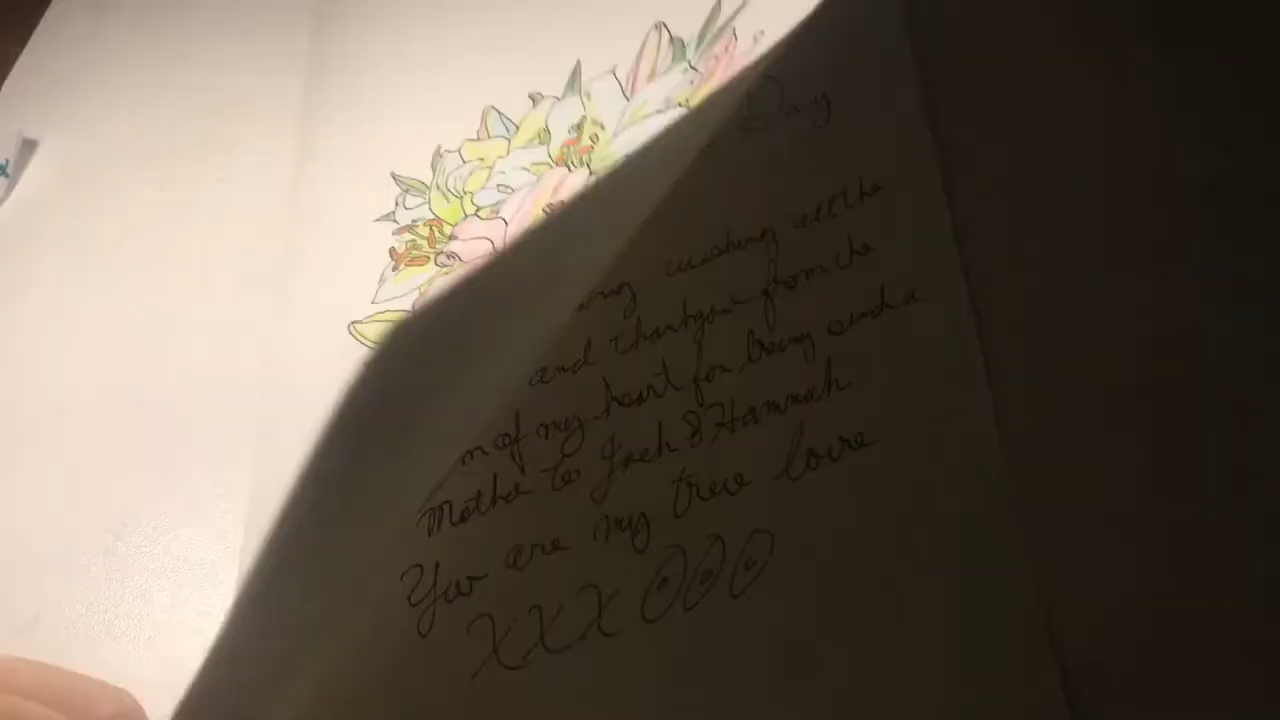 Day
wishing all the
and thankyou from the
of my heart for being such a
Mother to Jack & Hannah
You are my true love
XXX OOO